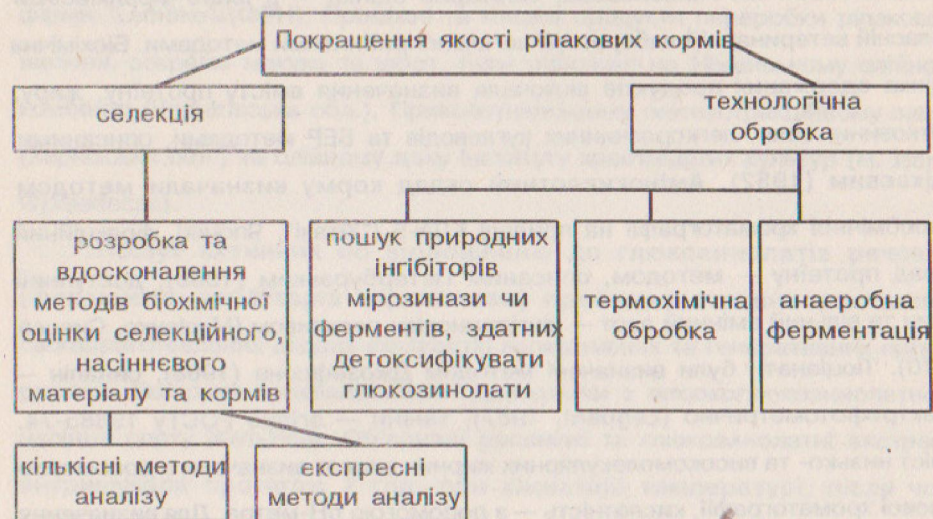 Покращення якості ріпакових кормів
селекція
технологічна
обробка
розробка та
вдосконалення
методів біохімічної
оцінки селекційного,
насіннєвого
матеріалу та кормів
пошук природних
інгібіторів
мірозинази чи
ферментів, здатних
детоксифікувати
глюкозинолати
термохімічна
обробка
анаеробна
ферментація
кількісні методи
аналізу
експресні
методи аналізу